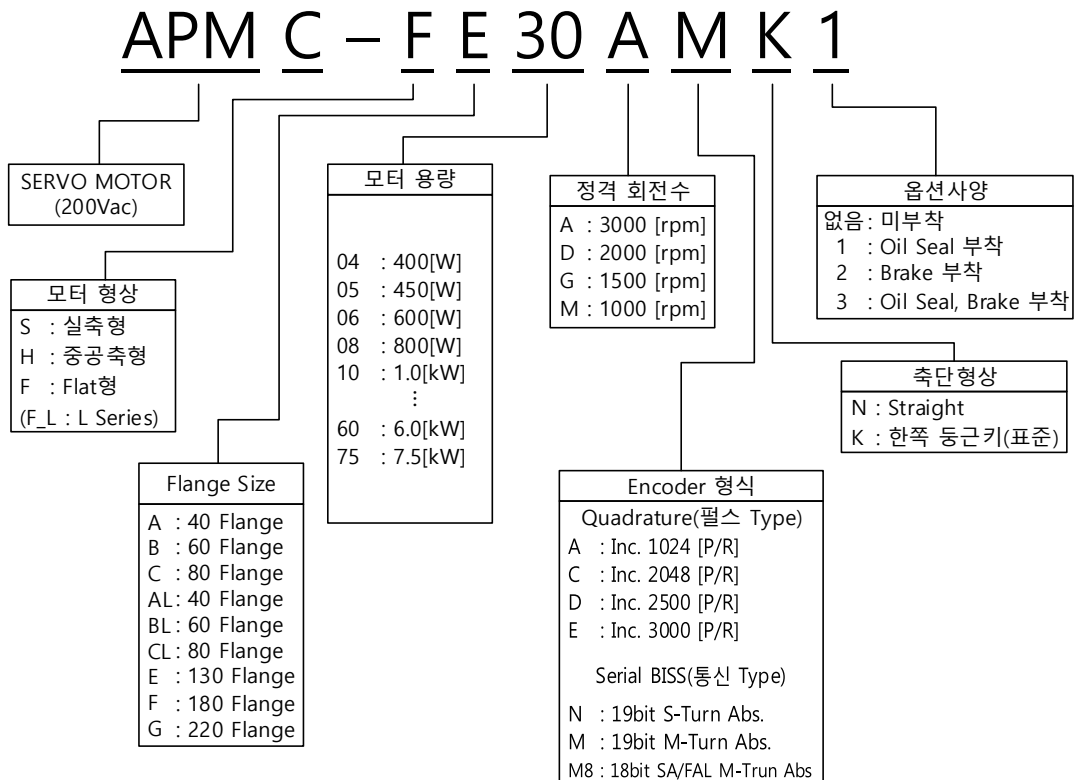 APM C – F E 30 A M K 1
SERVO MOTOR
(200Vac)
모터 형상
S : 실축형
H : 중공축형
F : Flat형
(F_L : L Series)
Flange Size
A : 40 Flange
B : 60 Flange
C : 80 Flange
AL : 40 Flange
BL : 60 Flange
CL : 80 Flange
E : 130 Flange
F : 180 Flange
G : 220 Flange
모터 용량
04 : 400[W]
05 : 450[W]
06 : 600[W]
08 : 800[W]
10 : 1.0[kW]
⋮
60 : 6.0[kW]
75 : 7.5[kW]
정격 회전수
A : 3000 [rpm]
D : 2000 [rpm]
G : 1500 [rpm]
M : 1000 [rpm]
Encoder 형식
Quadrature(펄스 Type)
A : Inc. 1024 [P/R]
C : Inc. 2048 [P/R]
D : Inc. 2500 [P/R]
E : Inc. 3000 [P/R]
Serial BISS(통신 Type)
N : 19bit S-Turn Abs.
M : 19bit M-Turn Abs.
M8 : 18bit SA/FAL M-Trun Abs
축단형상
N : Straight
K : 한쪽 둥근키(표준)
옵션사양
없음 : 미부착
1 : Oil Seal 부착
2 : Brake 부착
3 : Oil Seal, Brake 부착